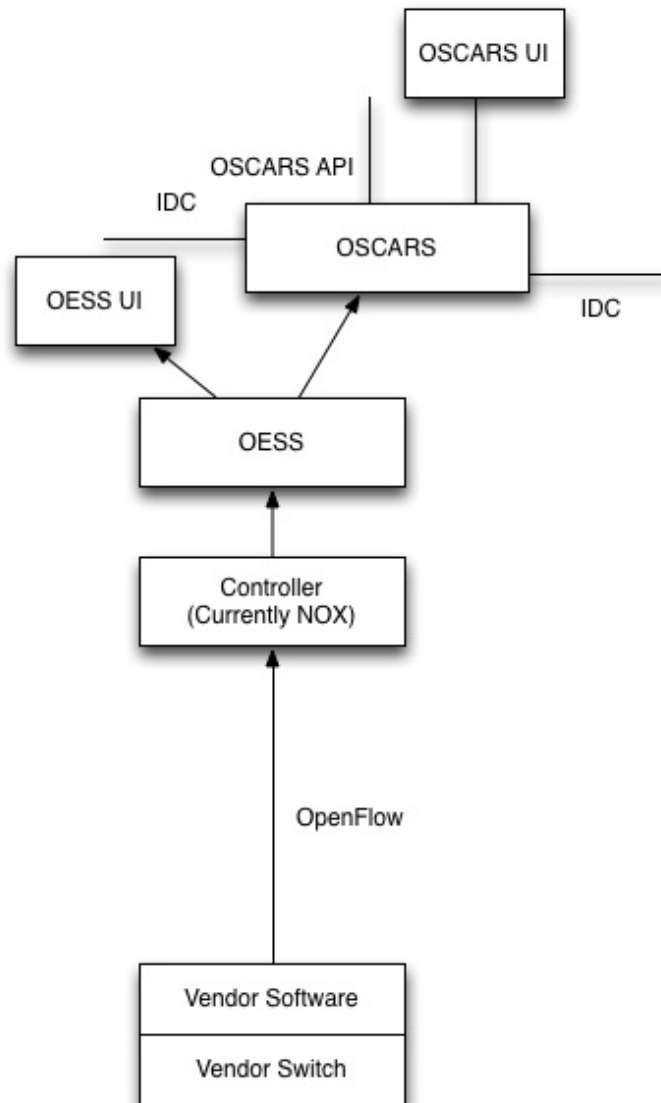 OSCARS UI
OSCARS API
IDC
OSCARS
OESS UI
IDC
OESS
Controller
(Currently NOX)
OpenFlow
Vendor Software
Vendor Switch